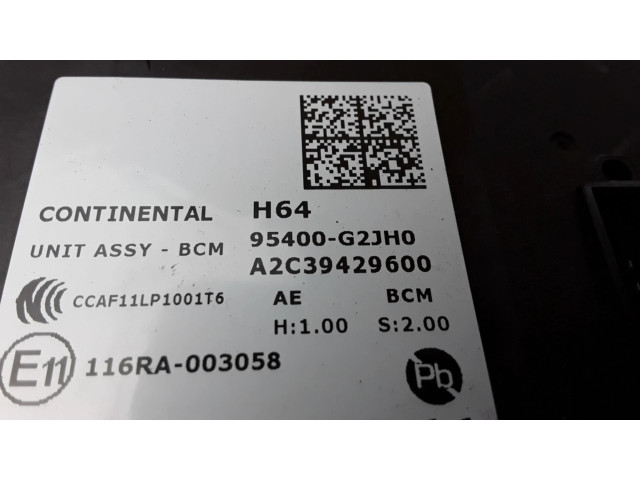 CONTINENTAL H64
UNIT ASSY - BCM 95400-G2JH0
A2C39429600
CCAF11LP1001T6 AE BCM
H:1.00 S:2.00
E11 116RA-003058 Pb